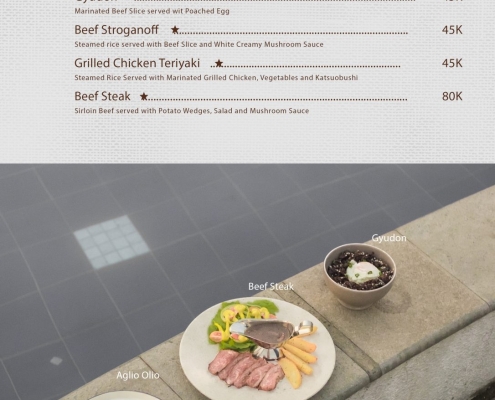 Marinated Beef Slice served wit Poached Egg
Beef Stroganoff ★ 45K
Steamed rice served with Beef Slice and White Creamy Mushroom Sauce
Grilled Chicken Teriyaki ★ 45K
Steamed Rice Served with Marinated Grilled Chicken, Vegetables and Katsuobushi
Beef Steak ★ 80K
Sirloin Beef served with Potato Wedges, Salad and Mushroom Sauce
Gyudon
Beef Steak
Aglio Olio